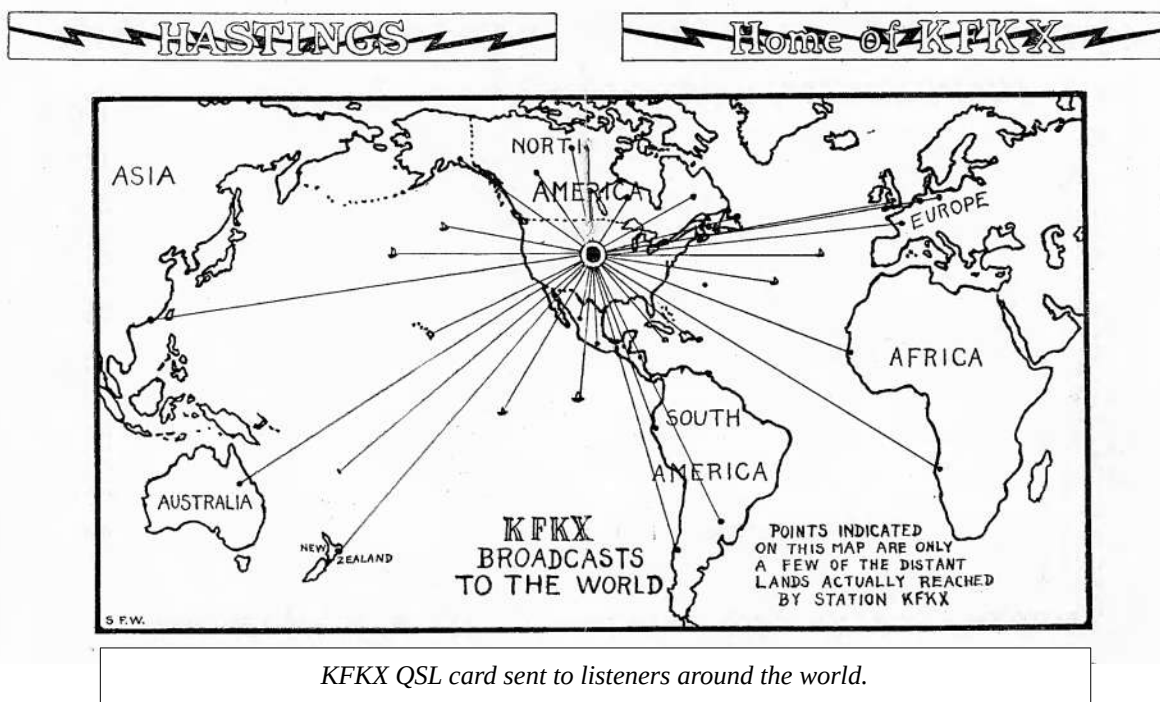 HASTINGS
Home of KFKX
ASIA
NORTH
AMERICA
EUROPE
AFRICA
SOUTH
AMERICA
AUSTRALIA
NEW
ZEALAND
KFKX
BROADCASTS
TO THE WORLD
POINTS INDICATED
ON THIS MAP ARE ONLY
A FEW OF THE DISTANT
LANDS ACTUALLY REACHED
BY STATION KFKX
S F.W.
KFKX QSL card sent to listeners around the world.